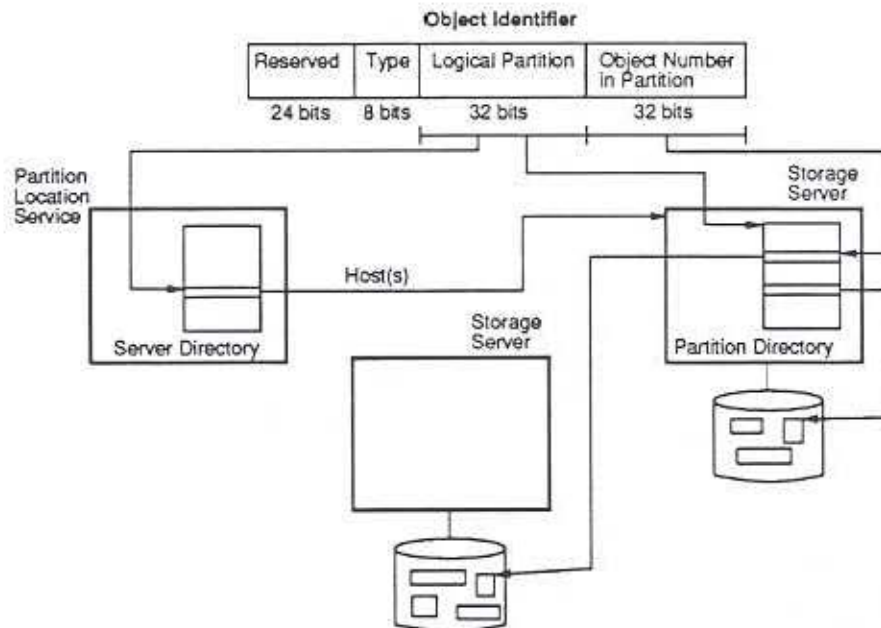 Object Identifier
Reserved
Type
Logical Partition
Object Number
in Partition
24 bits
8 bits
32 bits
32 bits
Partition
Location
Service
Storage
Server
Host(s)
Server Directory
Storage
Server
Partition Directory